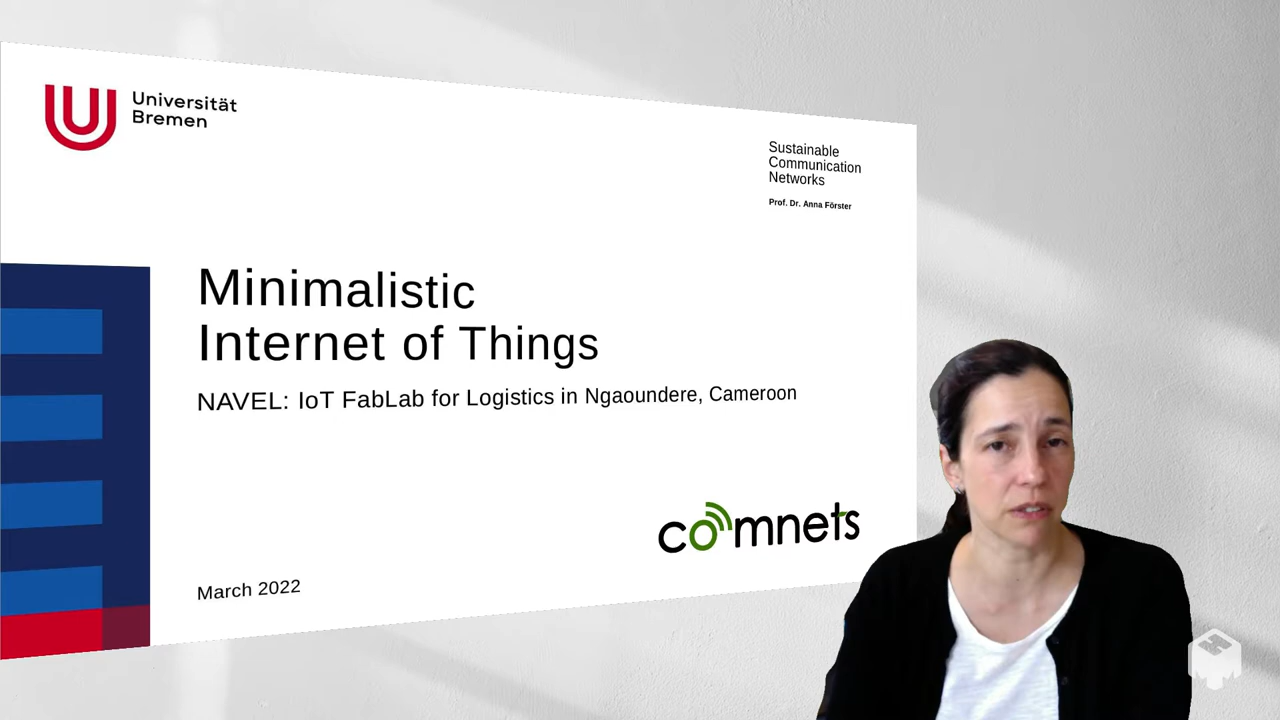 Universität
Bremen
Sustainable
Communication
Networks
Prof. Dr. Anna Förster
Minimalistic
Internet of Things
NAVEL: IoT FabLab for Logistics in Ngaoundere, Cameroon
comnets
March 2022